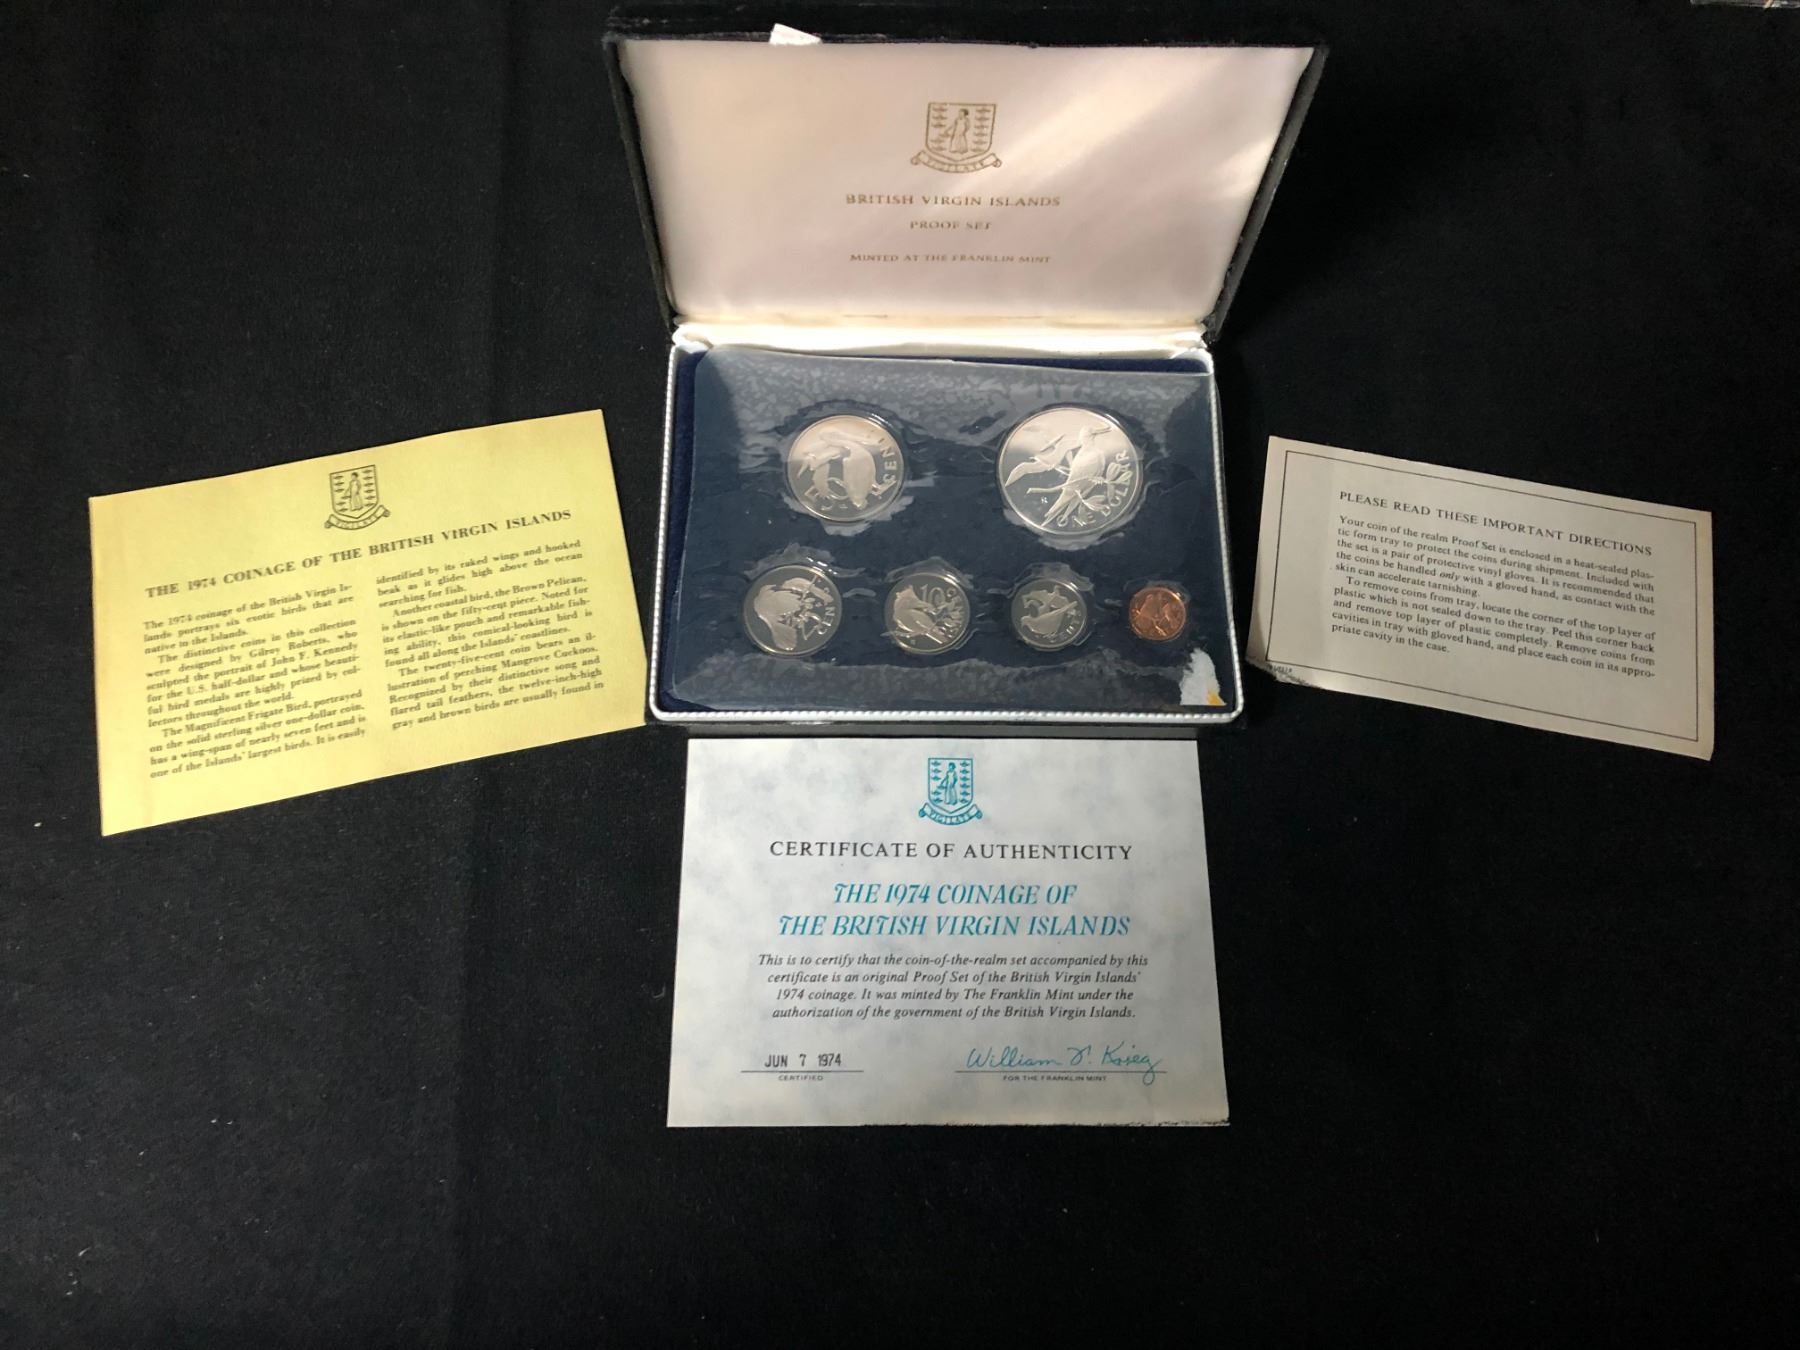 VIGILATE
BRITISH VIRGIN ISLANDS
PROOF SET
MINTED AT THE FRANKLIN MINT
50 CENTS
ONE DOLLAR
CENTS
10 CENTS
CENTS
VIGILATE
THE 1974 COINAGE OF THE BRITISH VIRGIN ISLANDS
The 1974 coinage of the British Virgin Is-
lands portrays six exotic birds that are
native to the Islands.
The distinctive coins in this collection
were designed by Gilroy Roberts, who
sculpted the portrait of John F. Kennedy
for the U.S. half-dollar and whose beauti-
ful bird medals are highly prized by col-
lectors throughout the world.
The Magnificent Frigate Bird, portrayed
on the solid sterling silver one-dollar coin,
has a wing-span of nearly seven feet and is
one of the Islands' largest birds. It is easily
identified by its raked wings and hooked
beak as it glides high above the ocean
searching for fish.
Another coastal bird, the Brown Pelican,
is shown on the fifty-cent piece. Noted for
its elastic-like pouch and remarkable fish-
ing ability, this comical-looking bird is
found all along the Islands' coastlines.
The twenty-five-cent coin bears an il-
lustration of perching Mangrove Cuckoos.
Recognized by their distinctive song and
flared tail feathers, the twelve-inch-high
gray and brown birds are usually found in
PLEASE READ THESE IMPORTANT DIRECTIONS
Your coin of the realm Proof Set is enclosed in a heat-sealed plas-
tic form tray to protect the coins during shipment. Included with
the set is a pair of protective vinyl gloves. It is recommended that
the coins be handled only with a gloved hand, as contact with the
skin can accelerate tarnishing.
To remove coins from tray, locate the corner of the top layer of
plastic which is not sealed down to the tray. Peel this corner back
and remove top layer of plastic completely. Remove coins from
cavities in tray with gloved hand, and place each coin in its appro-
priate cavity in the case.
VIGILATE
CERTIFICATE OF AUTHENTICITY
THE 1974 COINAGE OF
THE BRITISH VIRGIN ISLANDS
This is to certify that the coin-of-the-realm set accompanied by this
certificate is an original Proof Set of the British Virgin Islands'
1974 coinage. It was minted by The Franklin Mint under the
authorization of the government of the British Virgin Islands.
JUN 7 1974
CERTIFIED
William T. Krieg
FOR THE FRANKLIN MINT